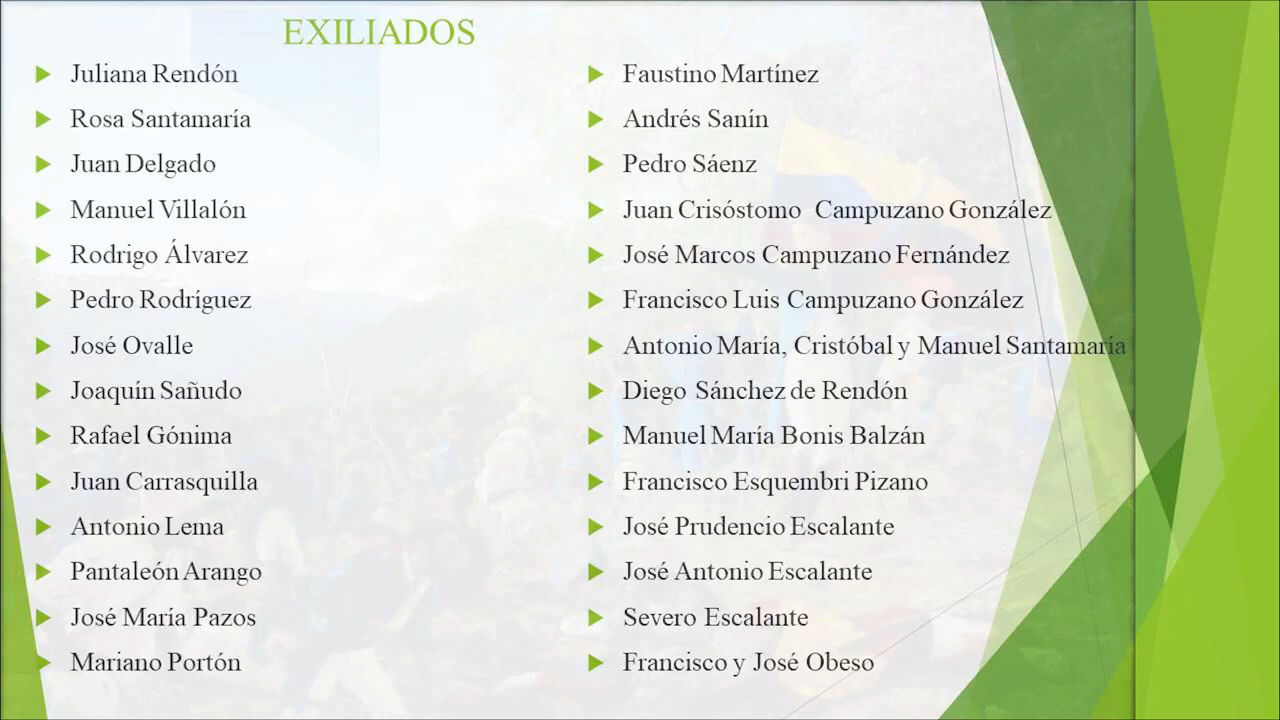 EXILIADOS
Juliana Rendón
Rosa Santamaría
Juan Delgado
Manuel Villalón
Rodrigo Álvarez
Pedro Rodríguez
José Ovalle
Joaquín Sañudo
Rafael Gónima
Juan Carrasquilla
Antonio Lema
Pantaleón Arango
José María Pazos
Mariano Portón
Faustino Martínez
Andrés Sanín
Pedro Sáenz
Juan Crisóstomo Campuzano González
José Marcos Campuzano Fernández
Francisco Luis Campuzano González
Antonio María, Cristóbal y Manuel Santamaría
Diego Sánchez de Rendón
Manuel María Bonis Balzán
Francisco Esquembri Pizano
José Prudencio Escalante
José Antonio Escalante
Severo Escalante
Francisco y José Obeso